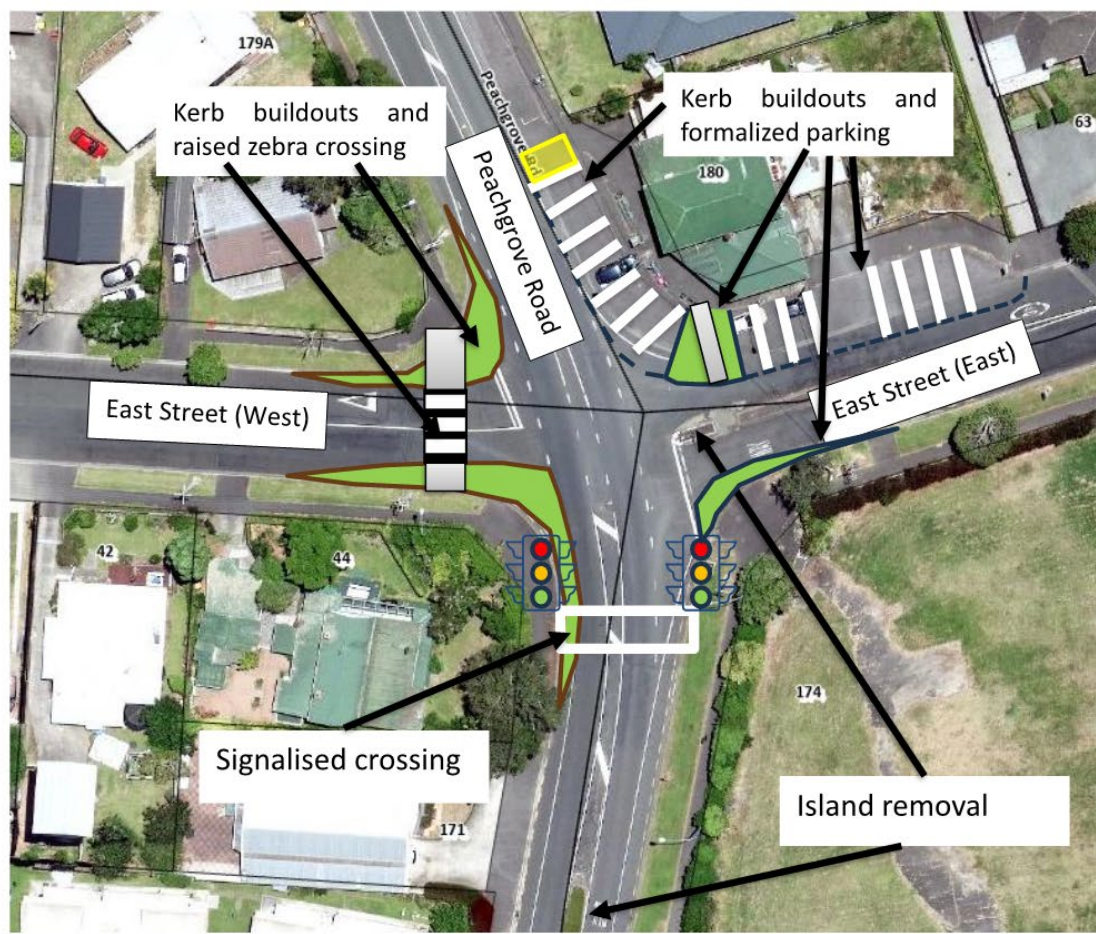 179A
Kerb buildouts and
raised zebra crossing
Peachgrove Rd
Kerb buildouts and
formalized parking
63
180
Peachgrove Road
East Street (West)
East Street (East)
42
44
174
Signalised crossing
Island removal
171